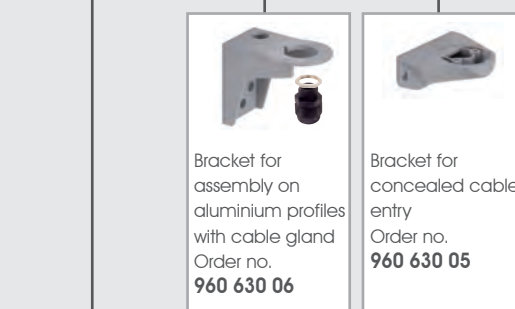 Bracket for
assembly on
aluminium profiles
with cable gland
Order no.
960 630 06
Bracket for
concealed cable
entry
Order no.
960 630 05